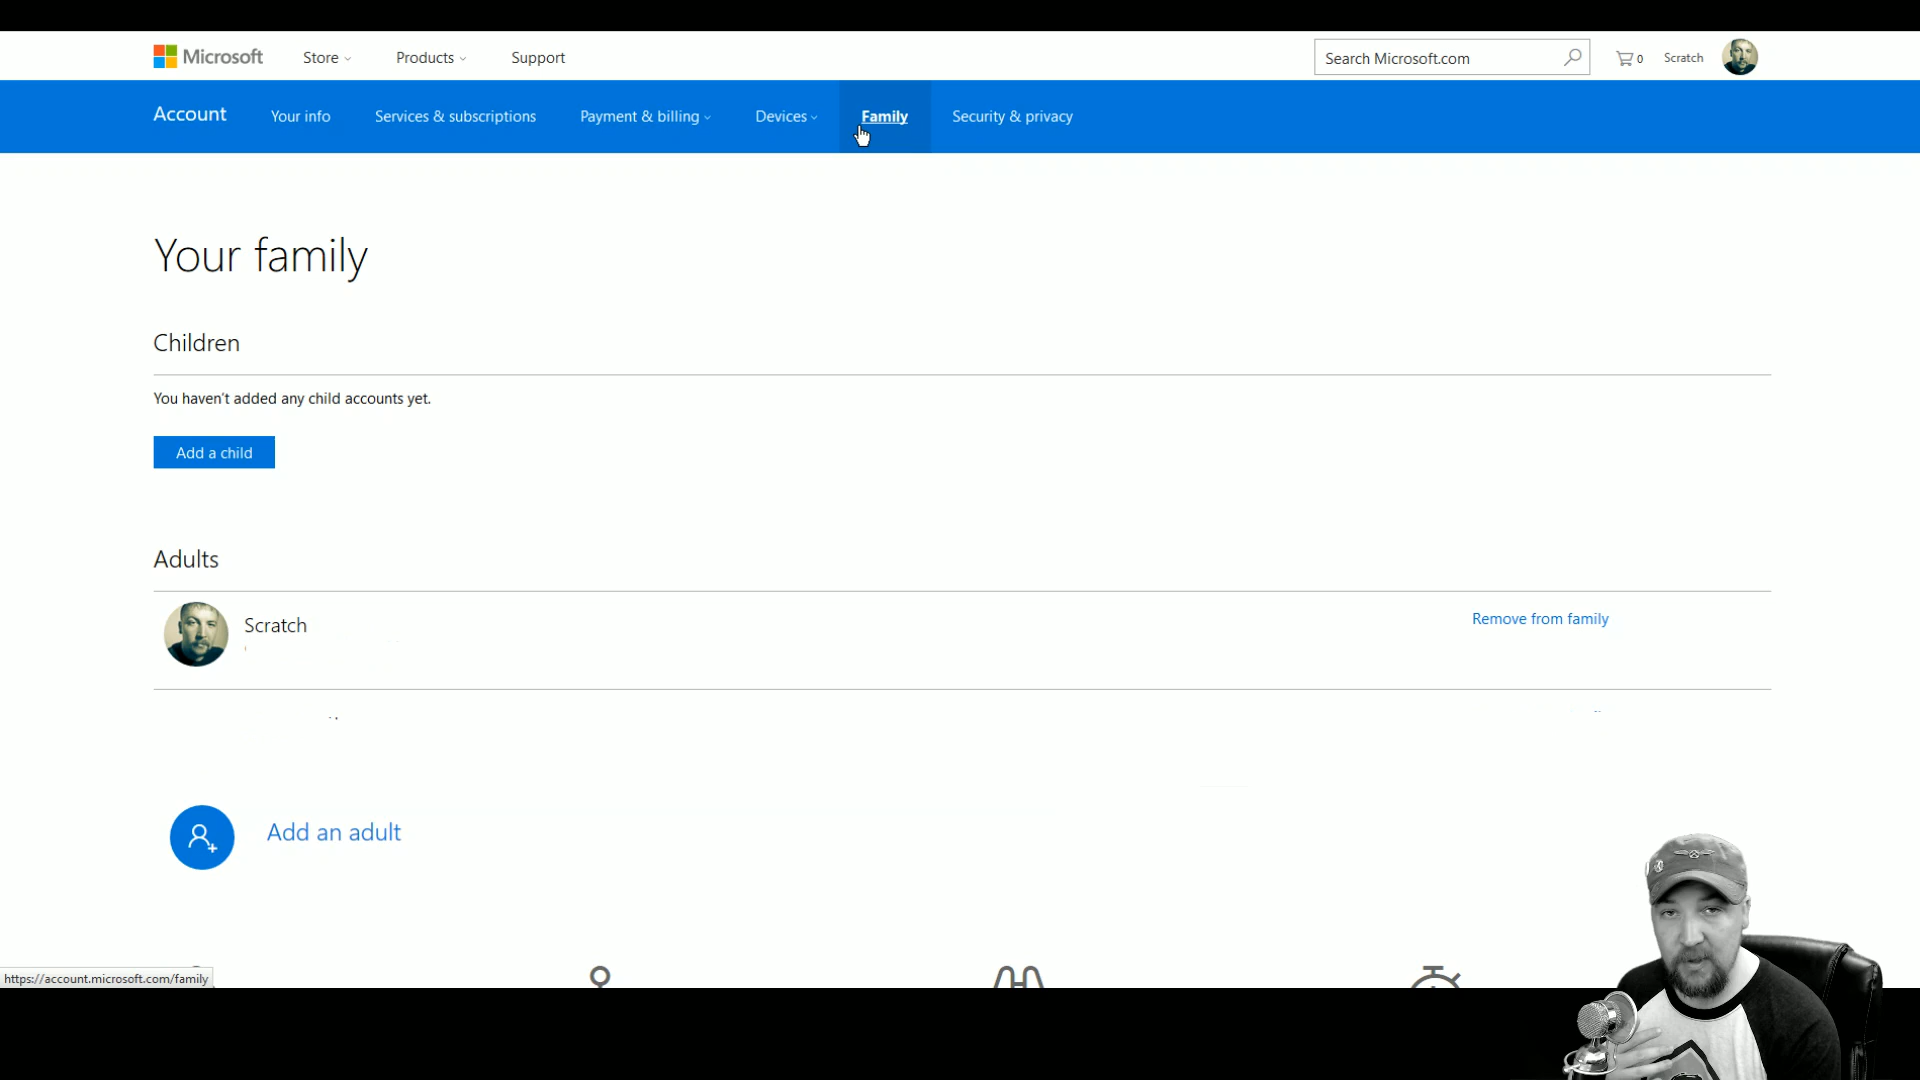 Microsoft Store Products Support Search Microsoft.com 0 Scratch
Account Your info Services & subscriptions Payment & billing Devices Family Security & privacy
Your family
Children
You haven't added any child accounts yet.
Add a child
Adults
Scratch Remove from family
Add an adult
https://account.microsoft.com/family